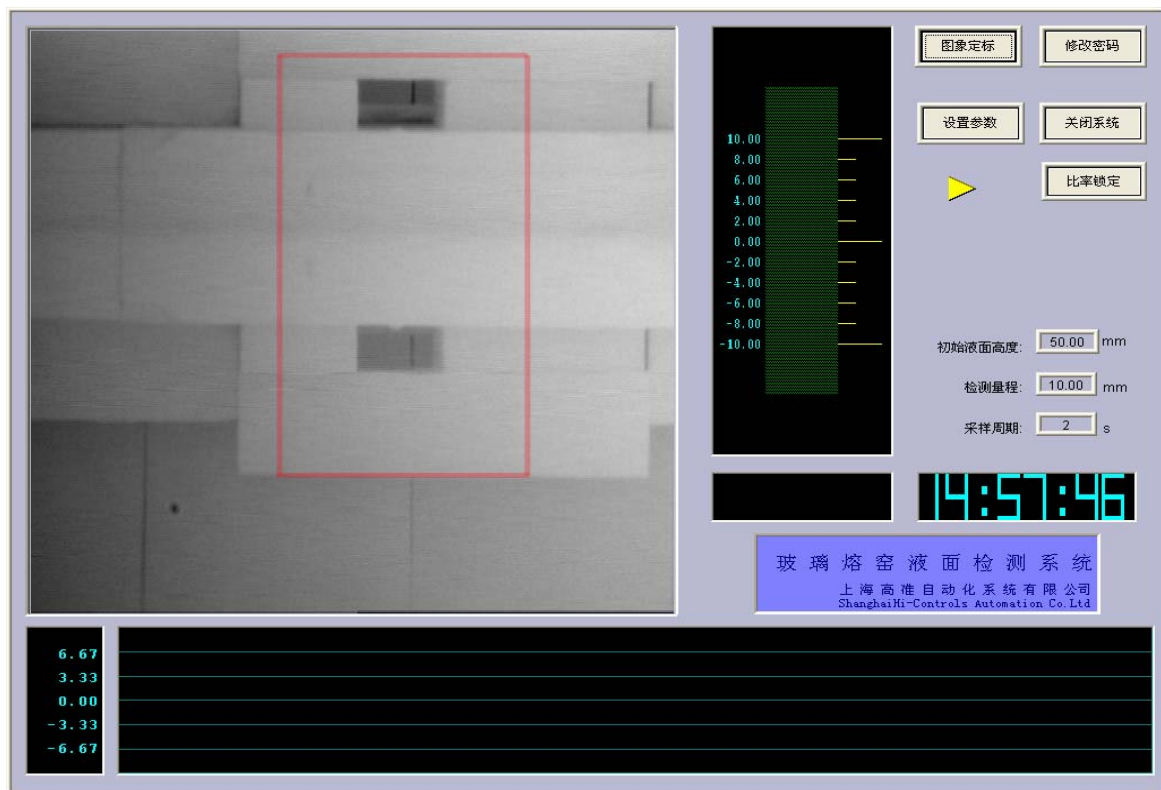 图象定标
修改密码
设置参数
关闭系统
比率锁定
10.00
8.00
6.00
4.00
2.00
0.00
-2.00
-4.00
-6.00
-8.00
-10.00
初始液面高度: 50.00 mm
检测量程: 10.00 mm
采样周期: 2 s
14:57:46
玻璃熔窑液面检测系统
上海高准自动化系统有限公司
ShanghaiHi-Controls Automation Co.Ltd
6.67
3.33
0.00
-3.33
-6.67